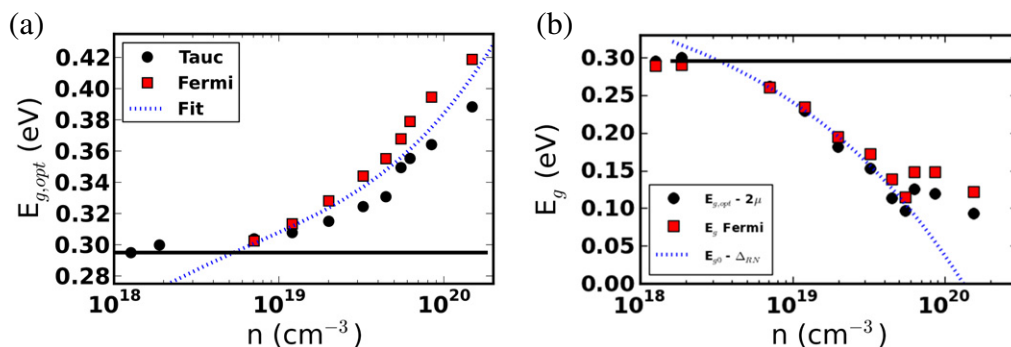 (a)
E_{g,opt} (eV)
0.42
0.40
0.38
0.36
0.34
0.32
0.30
0.28
Tauc
Fermi
Fit
10^18
10^19
10^20
n (cm^−3)
(b)
E_g (eV)
0.30
0.25
0.20
0.15
0.10
0.05
0.00
E_{g,opt} - 2μ
E_g Fermi
E_{g0} - Δ_{RN}
10^18
10^19
10^20
n (cm^−3)